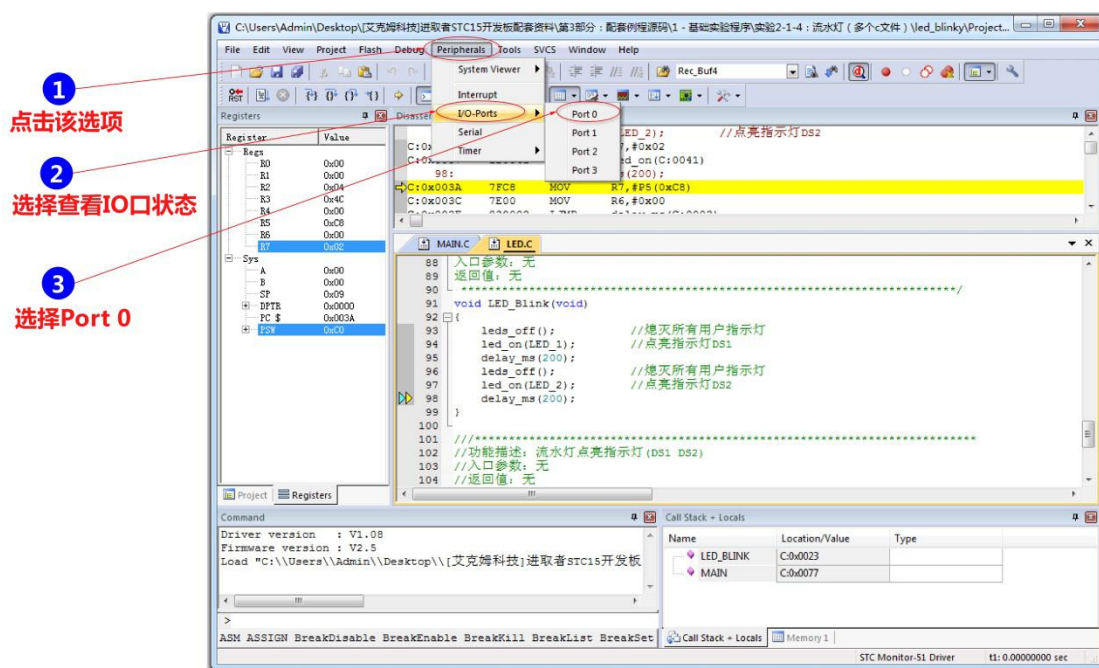 1
点击该选项
2
选择查看IO口状态
3
选择Port 0
C:\Users\Admin\Desktop\[艾克姆科技]进取者STC15开发板配套资料\第3部分：配套例程源码\1 - 基础实验程序\实验2-1-4：流水灯（多个c文件）\led_blinky\Project...
File Edit View Project Flash Debug Peripherals Tools SVCS Window Help
Rec_Buf4
System Viewer
Interrupt
I/O-Ports
Serial
Timer
Port 0
Port 1
Port 2
Port 3
Registers
Register Value
Regs
R0 0x00
R1 0x00
R2 0x04
R3 0x4C
R4 0x00
R5 0xC8
R6 0x00
R7 0x02
Sys
A 0x00
B 0x00
SP 0x09
DPTR 0x0000
PC $ 0x003A
PSW 0xC0
Project Registers
LED_2); //点亮指示灯DS2
98:
C:0x003A 7FC8 MOV R7,#P5(0xC8)
C:0x003C 7E00 MOV R6,#0x00
MAIN.C LED.C
88 入口参数：无
89 返回值：无
90 ***********************************************************************/
91 void LED_Blink(void)
92 {
93 leds_off(); //熄灭所有用户指示灯
94 led_on(LED_1); //点亮指示灯DS1
95 delay_ms(200);
96 leds_off(); //熄灭所有用户指示灯
97 led_on(LED_2); //点亮指示灯DS2
98 delay_ms(200);
99 }
100
101 ///**************************************************************************
102 //功能描述：流水灯点亮指示灯(DS1 DS2)
103 //入口参数：无
104 //返回值：无
Command
Driver version : V1.08
Firmware version : V2.5
Load "C:\\Users\\Admin\\Desktop\\[艾克姆科技]进取者STC15开发板
>
ASM ASSIGN BreakDisable BreakEnable BreakKill BreakList BreakSet
Call Stack + Locals
Name Location/Value Type
LED_BLINK C:0x0023
MAIN C:0x0077
Call Stack + Locals Memory 1
STC Monitor-51 Driver t1: 0.00000000 sec